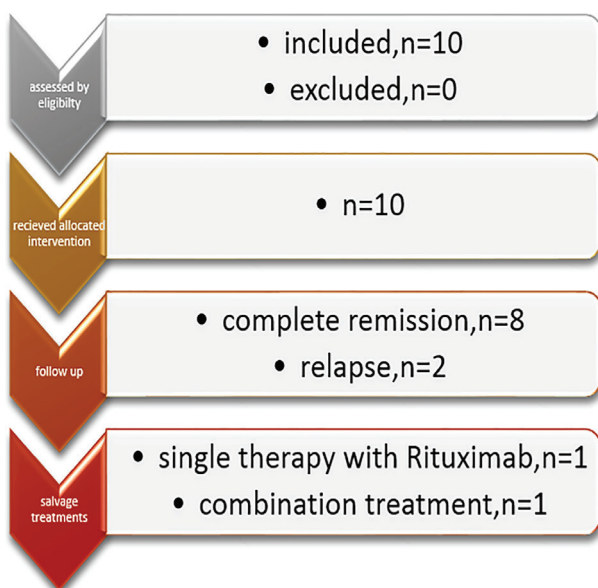 assessed by
eligibilty
• included,n=10
• excluded,n=0
recieved allocated
intervention
• n=10
follow up
• complete remission,n=8
• relapse,n=2
salvage
treatments
• single therapy with Rituximab,n=1
• combination treatment,n=1